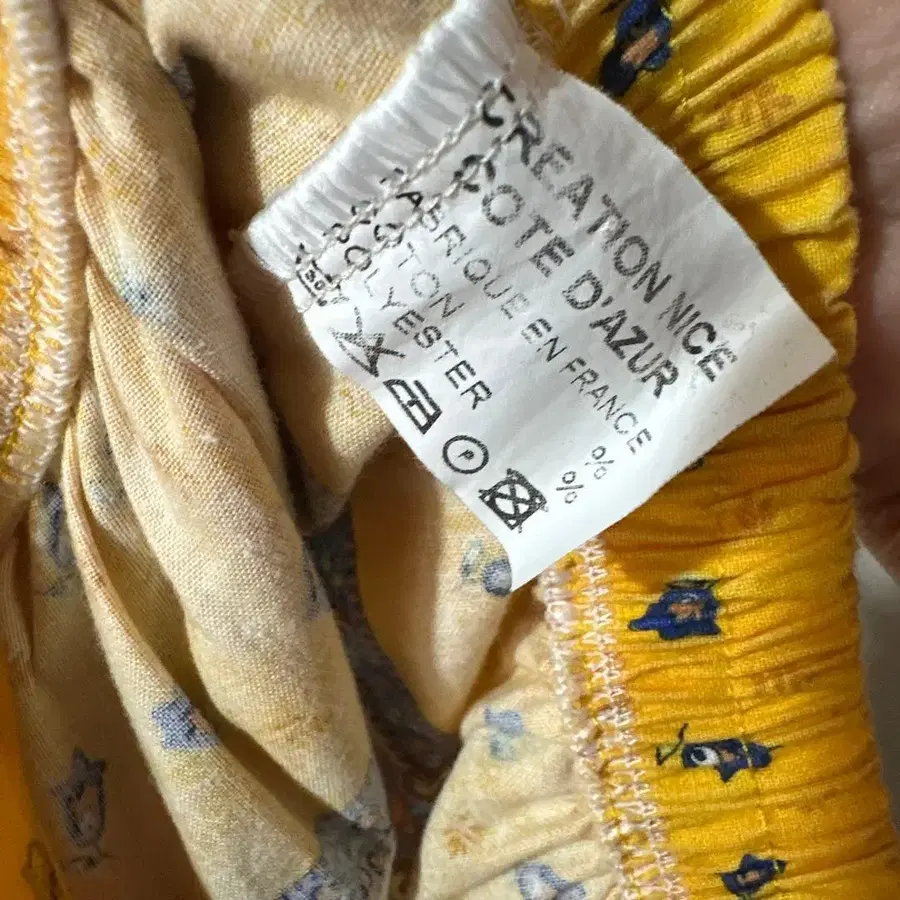 CREATION NICE
COTE D'AZUR
FABRIQUE EN FRANCE
COTON %
POLYESTER %
P